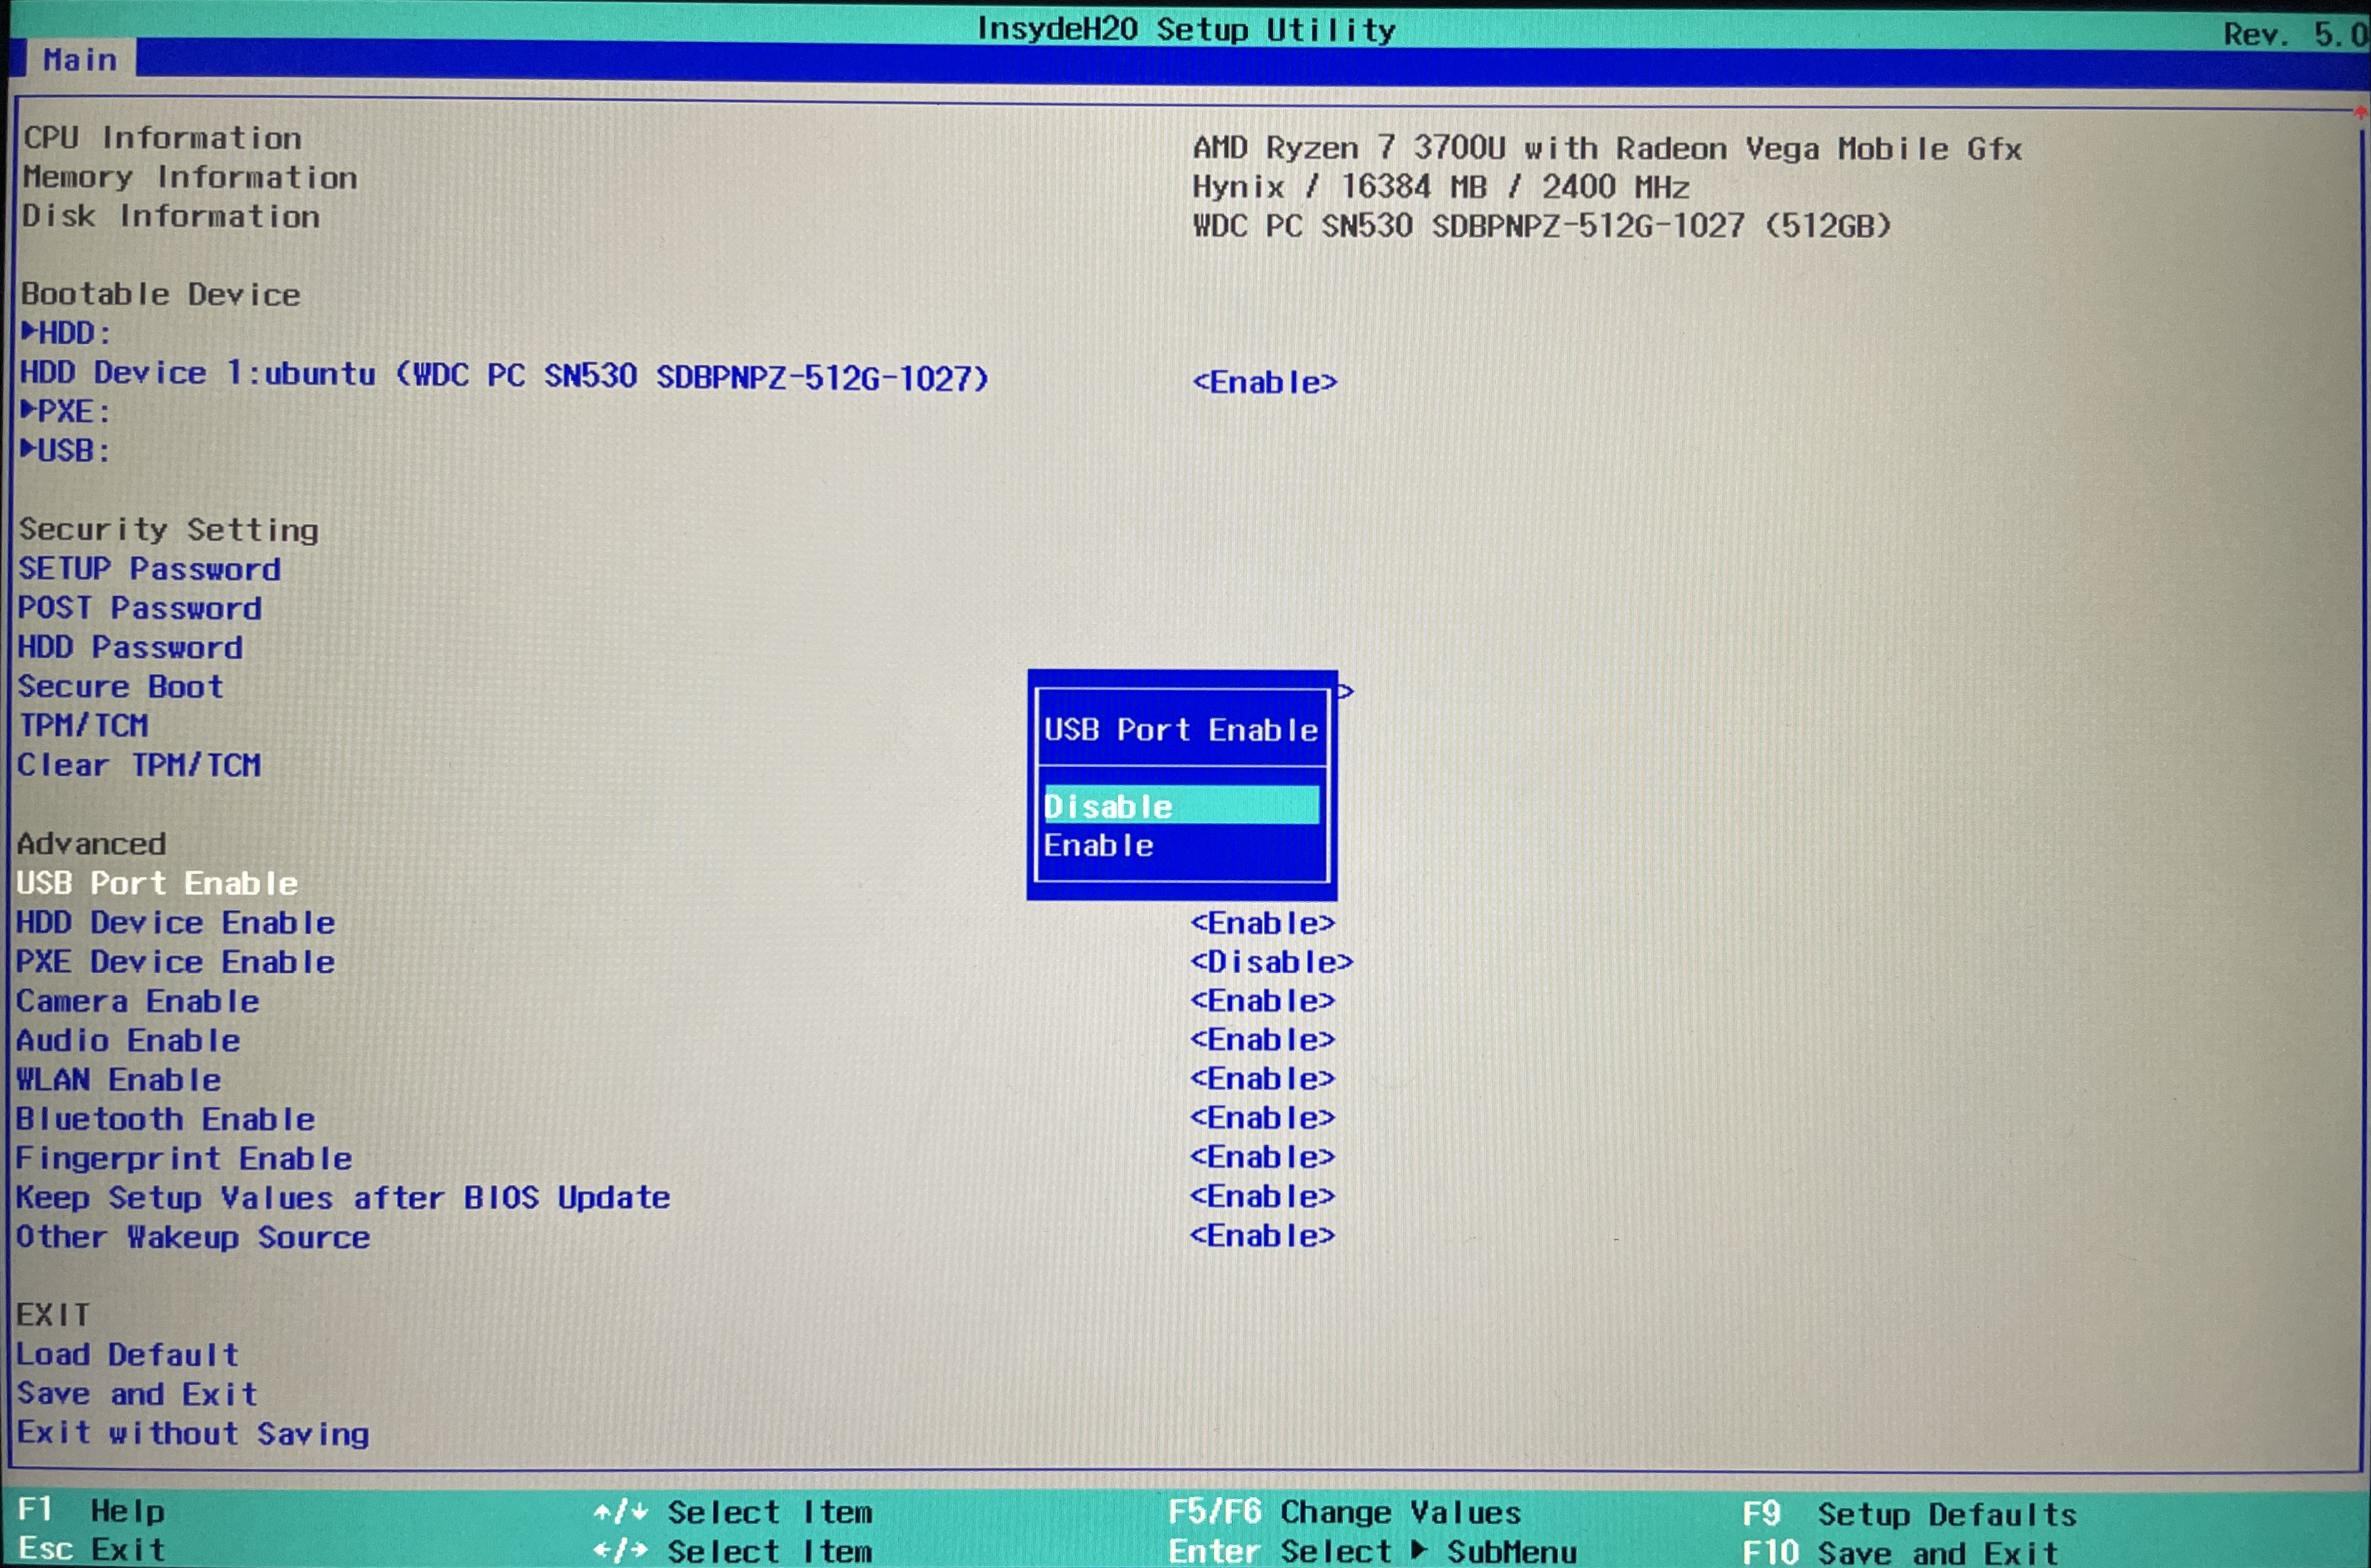 InsydeH2O Setup Utility Rev. 5.0
Main
CPU Information AMD Ryzen 7 3700U with Radeon Vega Mobile Gfx
Memory Information Hynix / 16384 MB / 2400 MHz
Disk Information WDC PC SN530 SDBPNPZ-512G-1027 (512GB)
Bootable Device
▶HDD:
HDD Device 1:ubuntu (WDC PC SN530 SDBPNPZ-512G-1027) <Enable>
▶PXE:
▶USB:
Security Setting
SETUP Password
POST Password
HDD Password
Secure Boot >
TPM/TCM
Clear TPM/TCM
USB Port Enable
Disable
Enable
Advanced
USB Port Enable
HDD Device Enable <Enable>
PXE Device Enable <Disable>
Camera Enable <Enable>
Audio Enable <Enable>
WLAN Enable <Enable>
Bluetooth Enable <Enable>
Fingerprint Enable <Enable>
Keep Setup Values after BIOS Update <Enable>
Other Wakeup Source <Enable>
EXIT
Load Default
Save and Exit
Exit without Saving
F1 Help ↑/↓ Select Item F5/F6 Change Values F9 Setup Defaults
Esc Exit ←/→ Select Item Enter Select ▶ SubMenu F10 Save and Exit